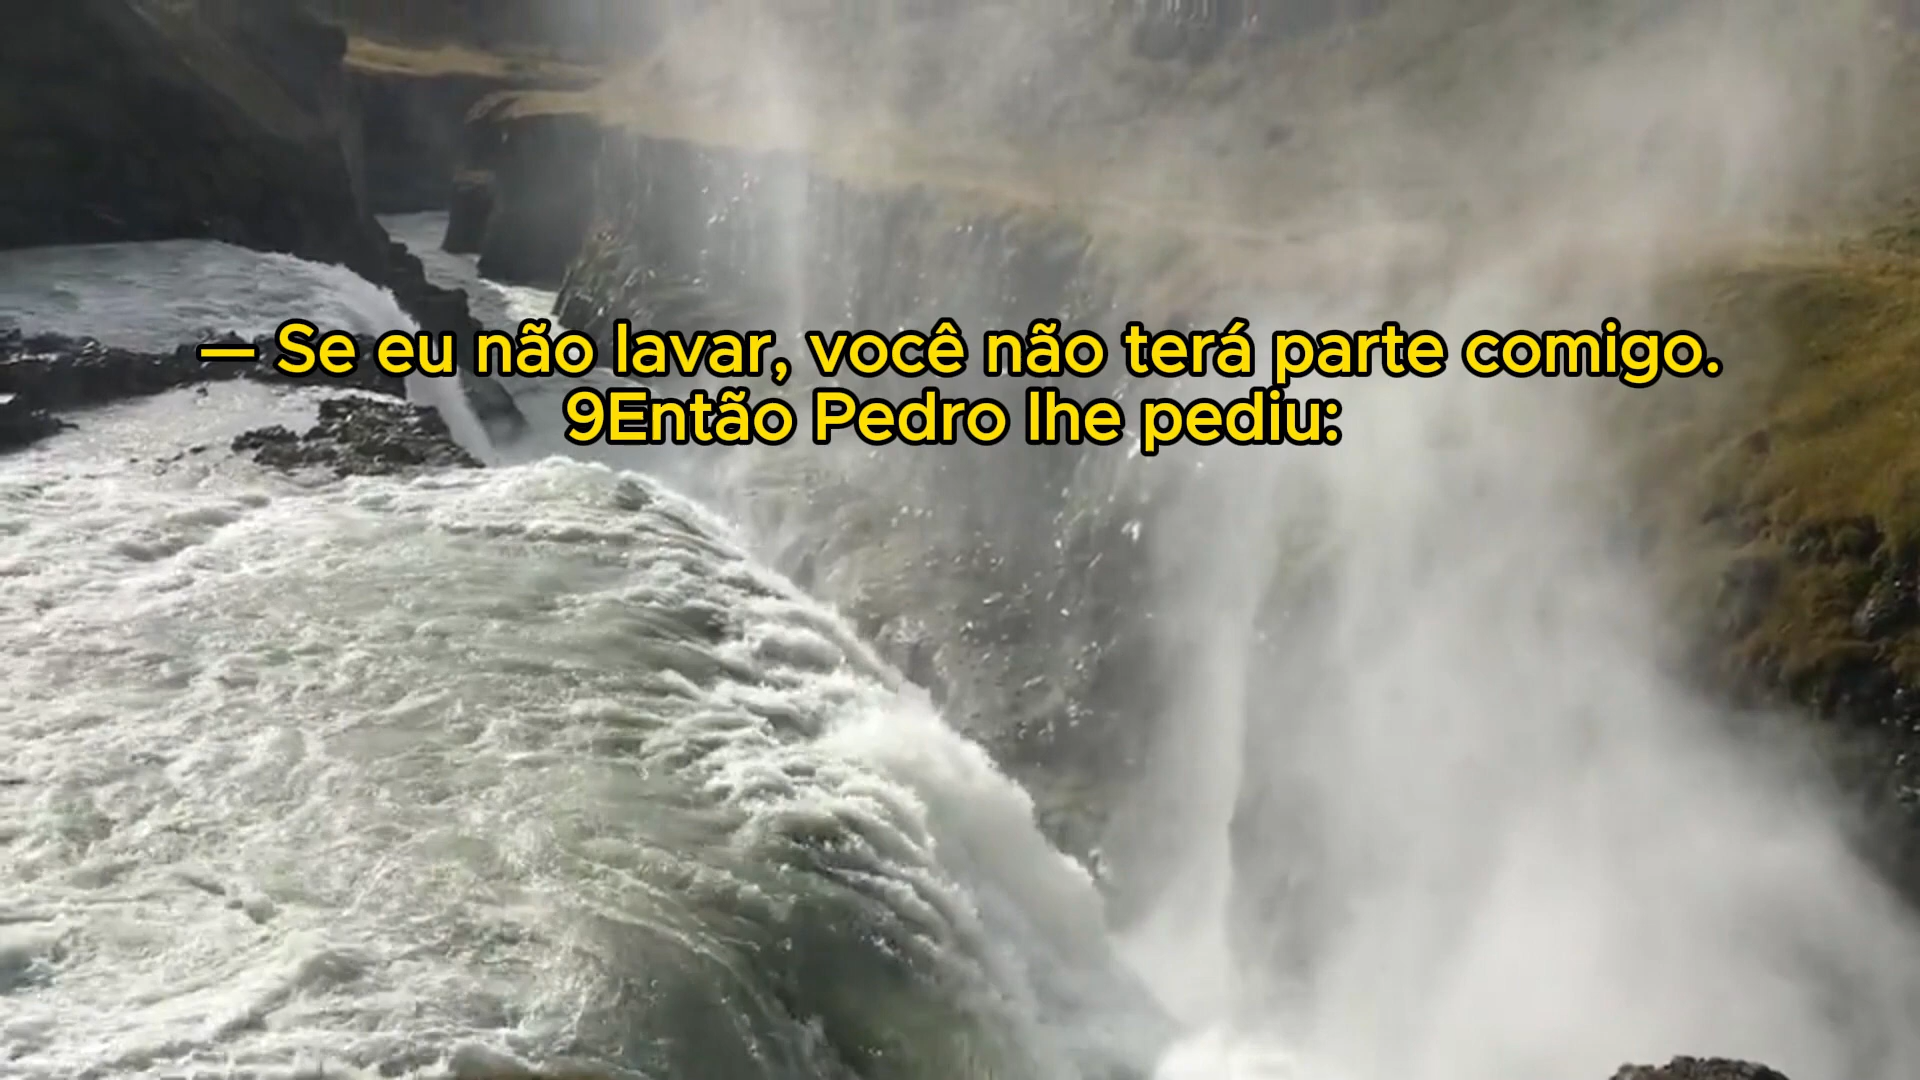 — Se eu não lavar, você não terá parte comigo.
9Então Pedro lhe pediu: